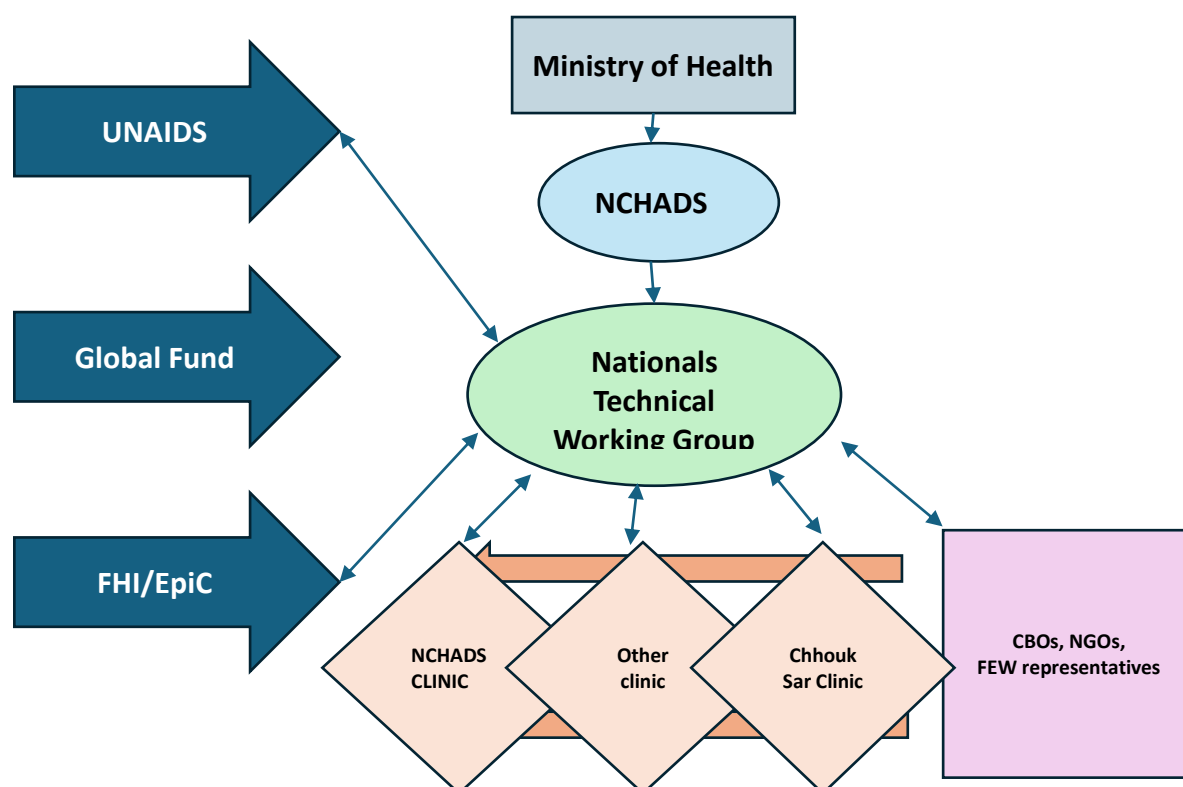 Ministry of Health
UNAIDS
NCHADS
Global Fund
Nationals
Technical
Working Group
FHI/EpiC
NCHADS
CLINIC
Other
clinic
Chhouk
Sar Clinic
CBOs, NGOs,
FEW representatives